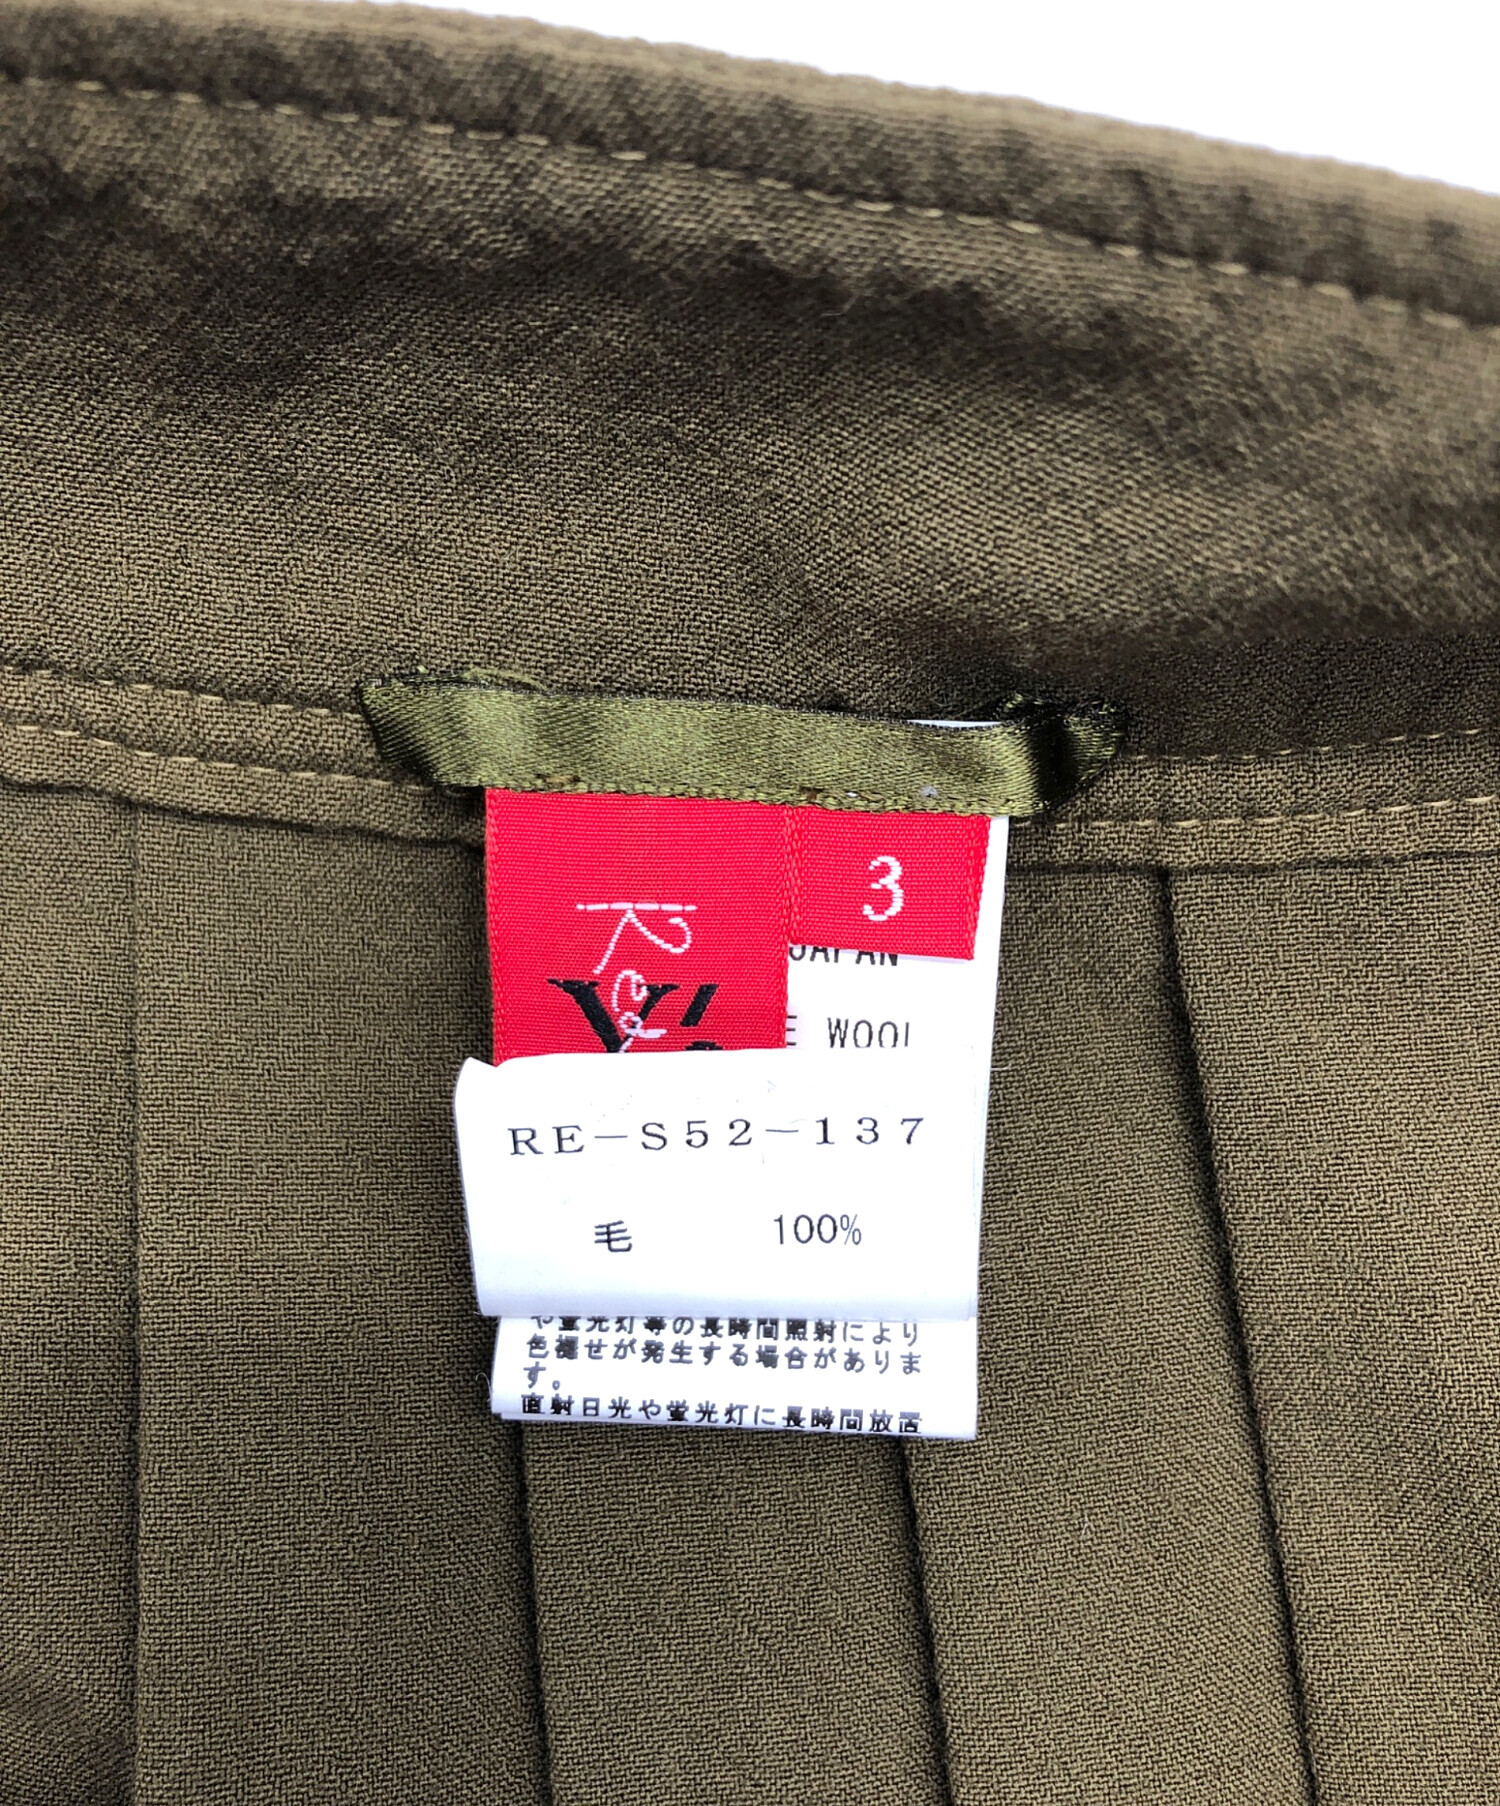 3
Red
Y's
JAPAN
WOOL
RE-S52-137
毛 100%
や蛍光灯等の長時間照射により
色褪せが発生する場合がありま
す。
直射日光や蛍光灯に長時間放置